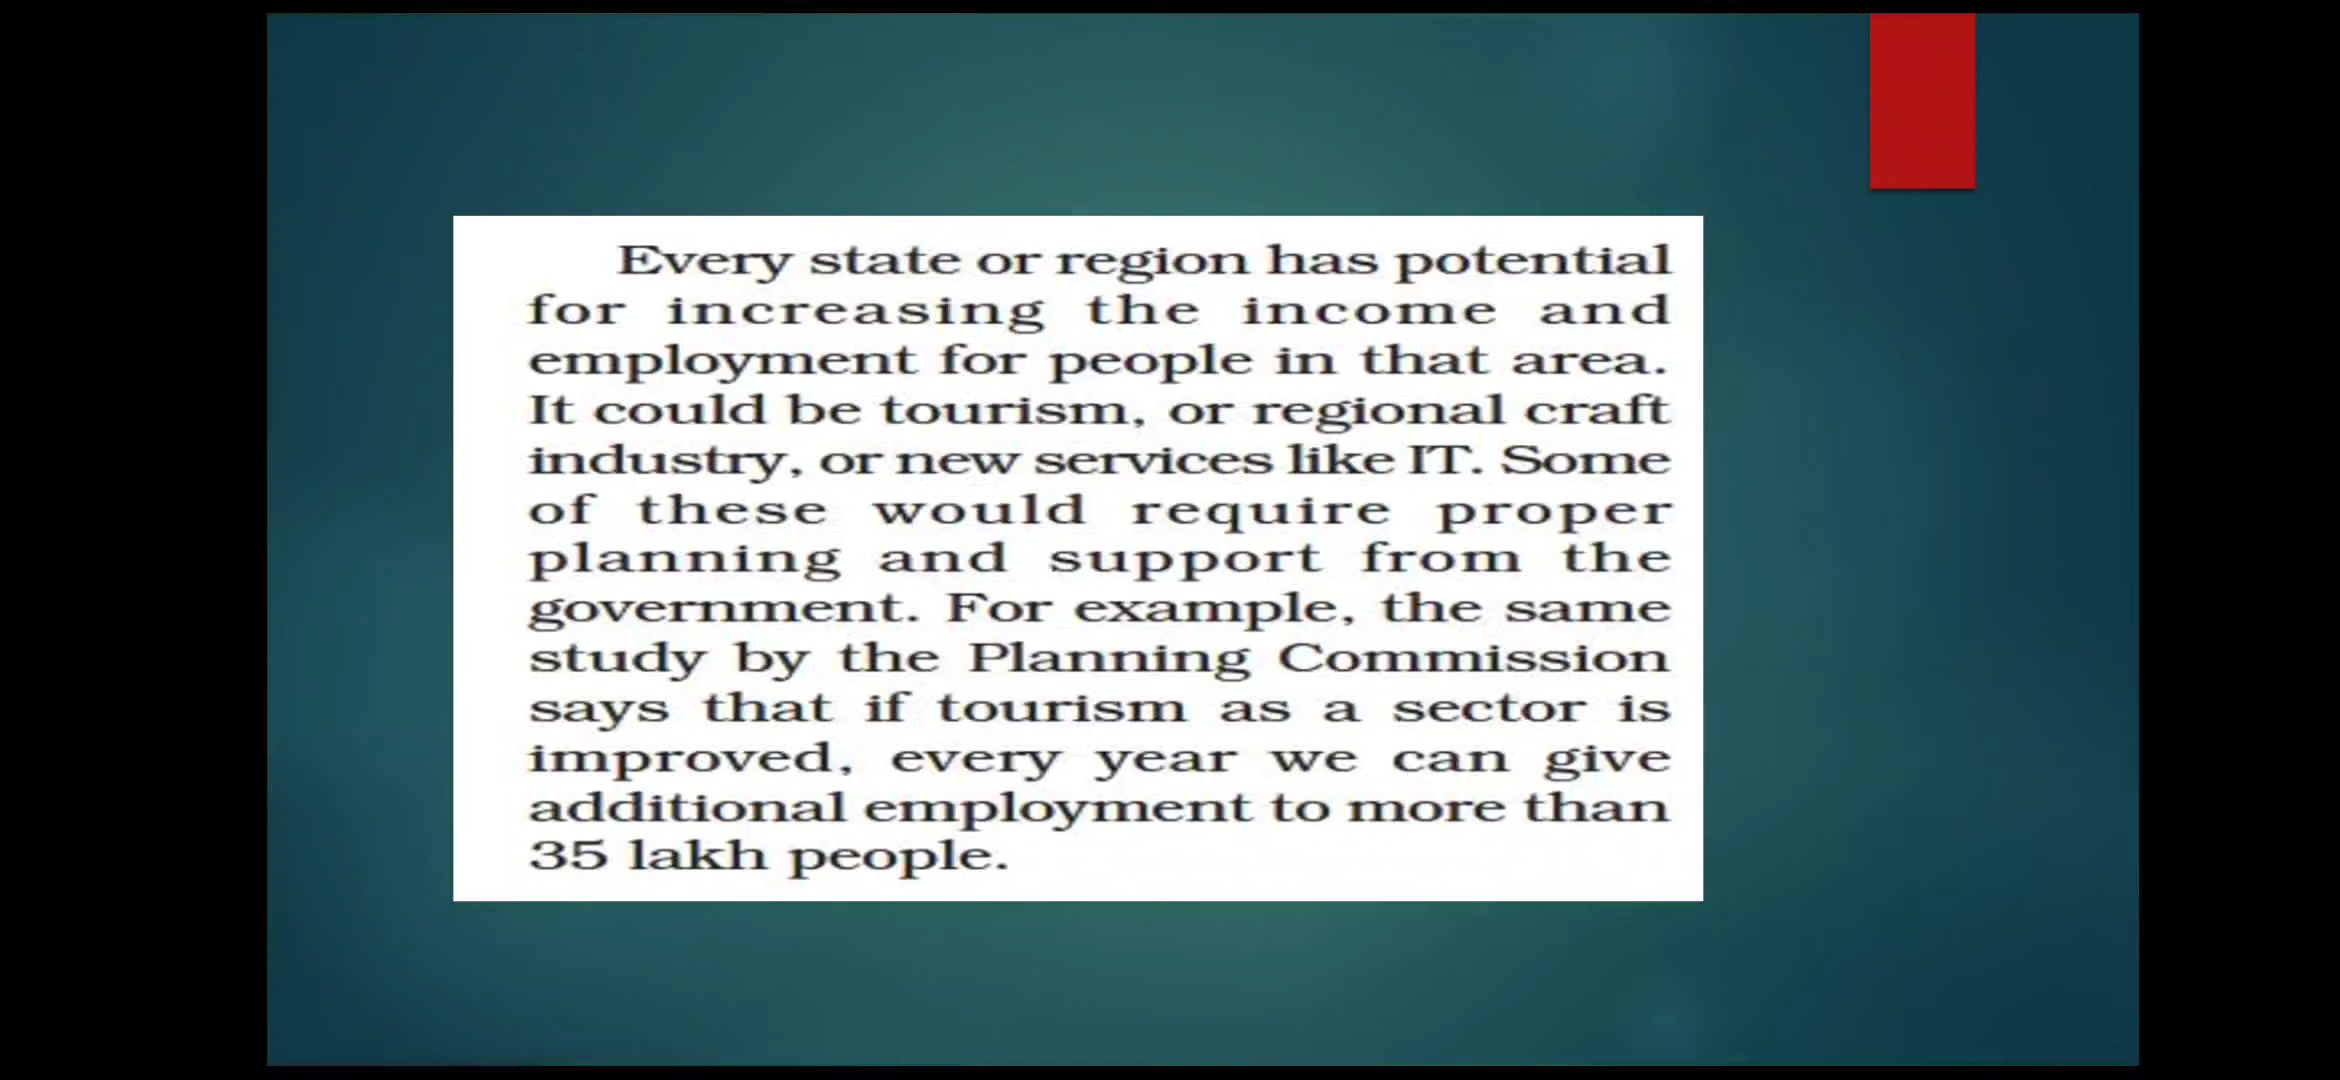 Every state or region has potential
for increasing the income and
employment for people in that area.
It could be tourism, or regional craft
industry, or new services like IT. Some
of these would require proper
planning and support from the
government. For example, the same
study by the Planning Commission
says that if tourism as a sector is
improved, every year we can give
additional employment to more than
35 lakh people.